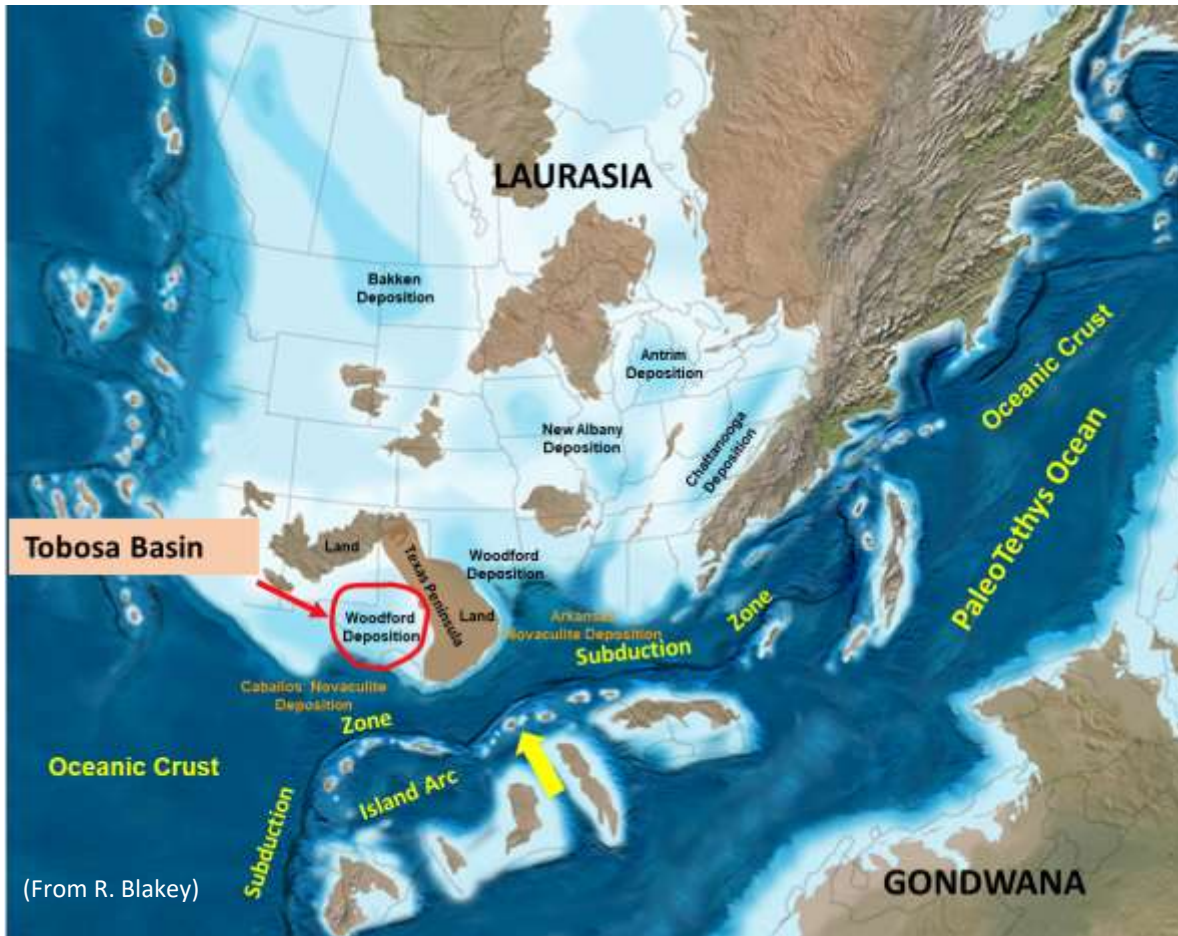 LAURASIA
Bakken
Deposition
Antrim
Deposition
New Albany
Deposition
Chattanooga
Deposition
Oceanic Crust
PaleoTethys Ocean
Tobosa Basin
Land
Texas Peninsula
Woodford
Deposition
Land
Woodford
Deposition
Arkansas
Novaculite Deposition
Subduction
Zone
Caballos Novaculite
Deposition
Zone
Oceanic Crust
Island Arc
Subduction
(From R. Blakey)
GONDWANA